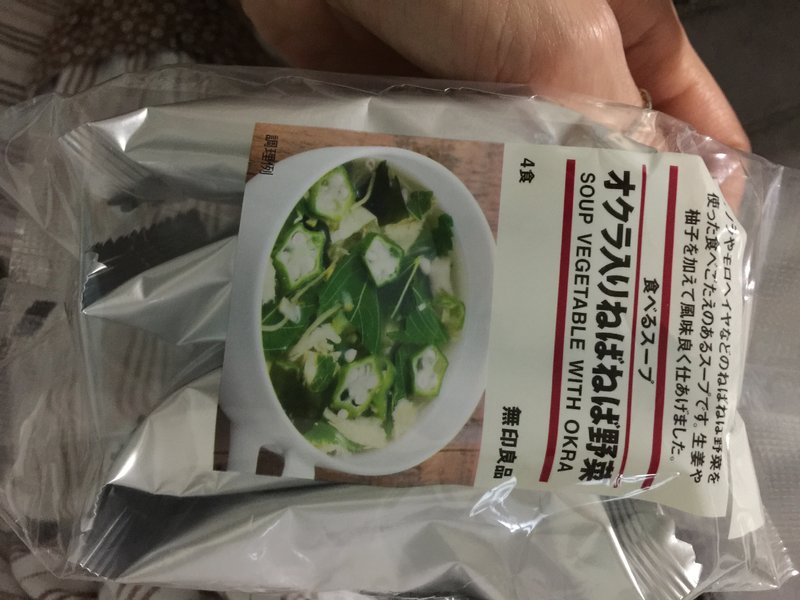 使った食べごたえのあるスープです。生姜や
柚子を加えて風味良く仕あげました。
食べるスープ
オクラ入りねばねば野菜
SOUP VEGETABLE WITH OKRA
4食
無印良品
調理例